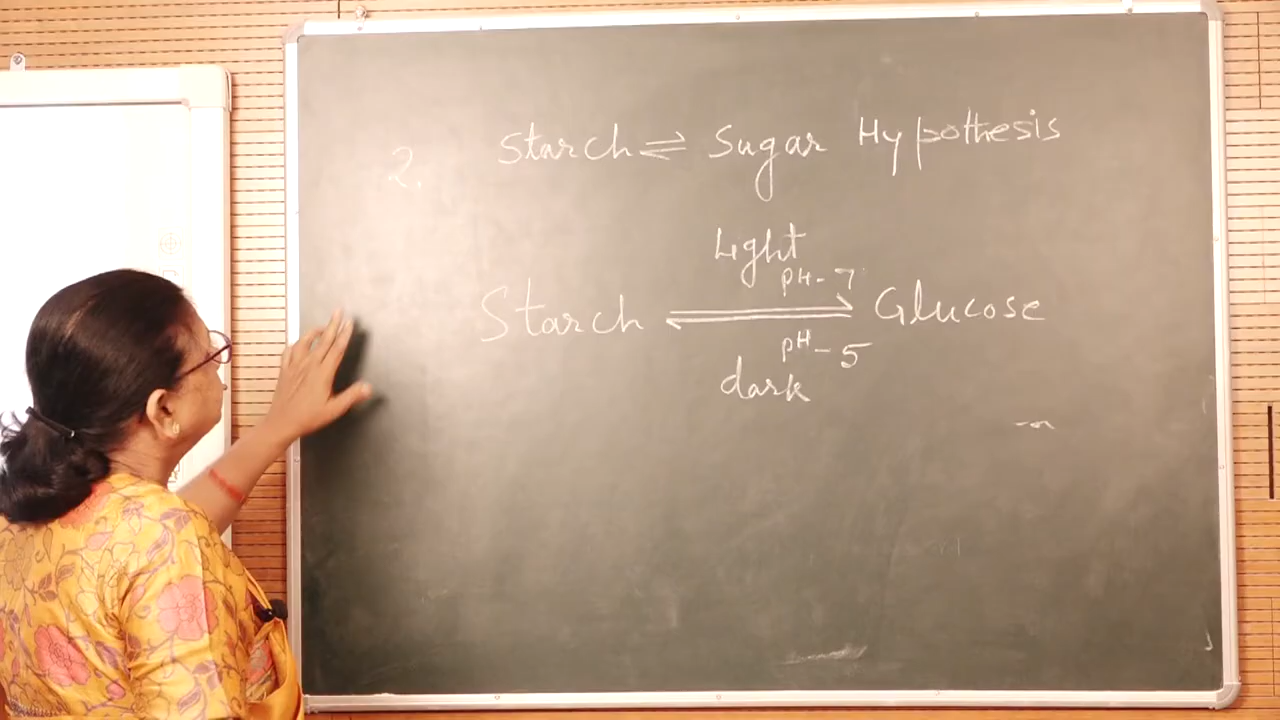 2. Starch ⇌ Sugar Hypothesis
Light
pH-7
Starch ⇌ Glucose
pH-5
dark